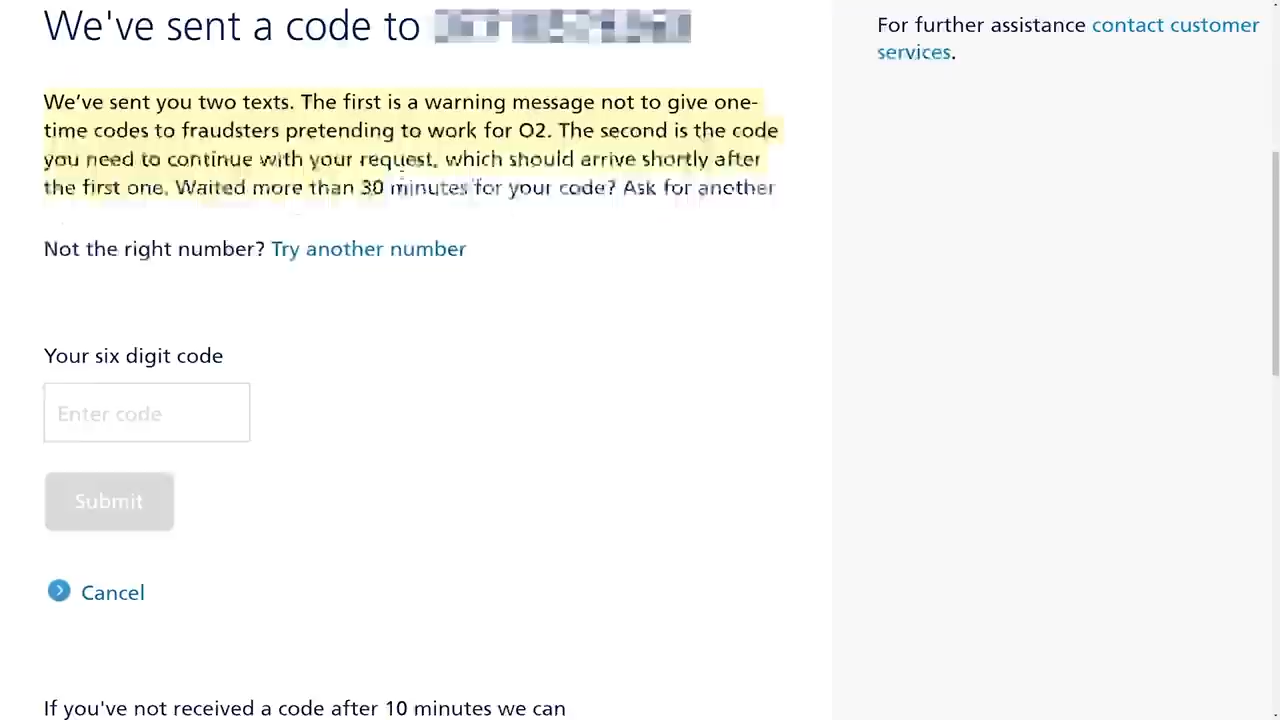 We've sent a code to
We've sent you two texts. The first is a warning message not to give one-
time codes to fraudsters pretending to work for O2. The second is the code
you need to continue with your request, which should arrive shortly after
the first one. Waited more than 30 minutes for your code? Ask for another
Not the right number? Try another number
Your six digit code
Enter code
Submit
Cancel
If you've not received a code after 10 minutes we can
For further assistance contact customer
services.